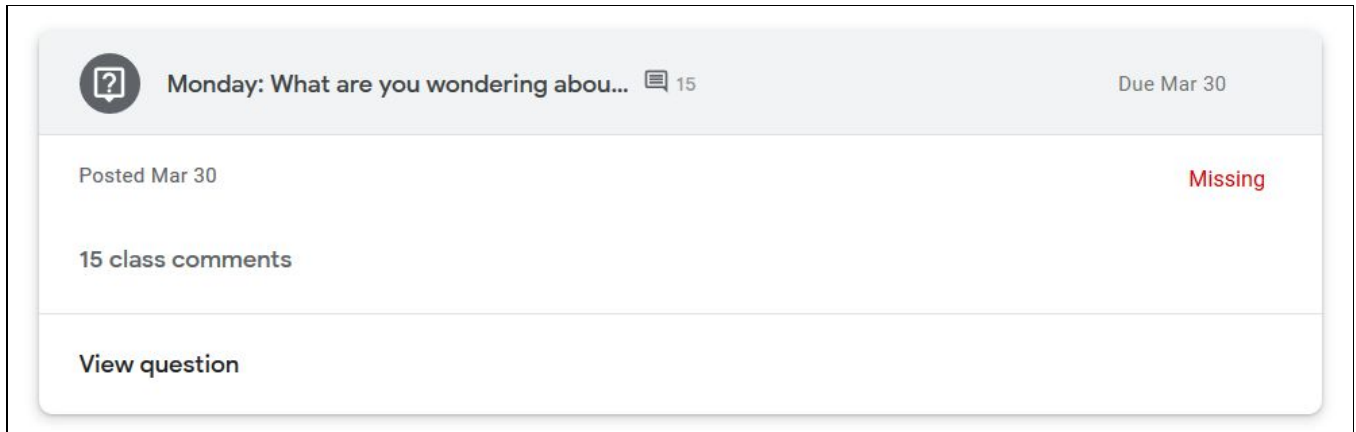 Monday: What are you wondering abou... 15 Due Mar 30
Posted Mar 30 Missing
15 class comments
View question